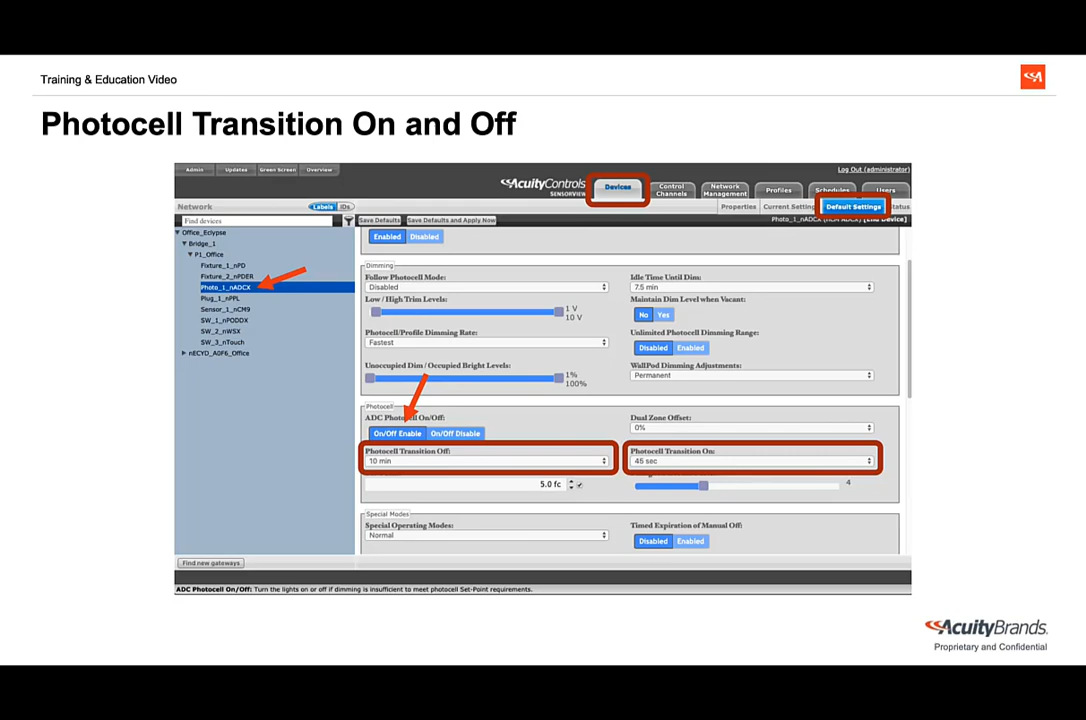 Training & Education Video
Photocell Transition On and Off
Admin Updates Green Screen Overview
Log Out (administrator)
AcuityControls
SENSORVIEW
Devices
Control Channels
Network Management
Profiles
Schedules
Users
Network Labels IDs
Properties Current Setting Default Settings Status
Find devices
Save Defaults Save Defaults and Apply Now
Office_Eclypse
Bridge_1
P1_Office
Fixture_1_nPD
Fixture_2_nPDER
Photo_1_nADCX
Plug_1_nPPL
Sensor_1_nCM9
SW_1_nPODDX
SW_2_nWSX
SW_3_nTouch
nECYD_A0F6_Office
Enabled Disabled
Dimming
Follow Photocell Mode:
Disabled
Idle Time Until Dim:
7.5 min
Low / High Trim Levels:
1 V
10 V
Maintain Dim Level when Vacant:
No Yes
Photocell/Profile Dimming Rate:
Fastest
Unlimited Photocell Dimming Range:
Disabled Enabled
Unoccupied Dim / Occupied Bright Levels:
1%
100%
WallPod Dimming Adjustments:
Permanent
Photocell
ADC Photocell On/Off:
On/Off Enable On/Off Disable
Dual Zone Offset:
0%
Photocell Transition Off:
10 min
Photocell Transition On:
45 sec
5.0 fc
4
Special Modes
Special Operating Modes:
Normal
Timed Expiration of Manual Off:
Disabled Enabled
Find new gateways
ADC Photocell On/Off: Turn the lights on or off if dimming is insufficient to meet photocell Set-Point requirements.
AcuityBrands.
Proprietary and Confidential